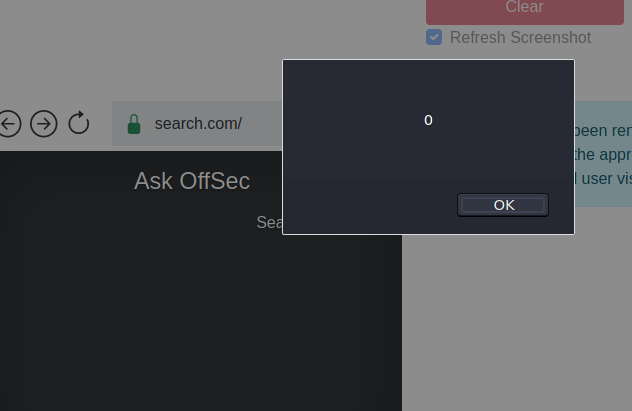 Clear
Refresh Screenshot
0
search.com/
been ren
the appr
user vis
Ask OffSec
OK
Sea